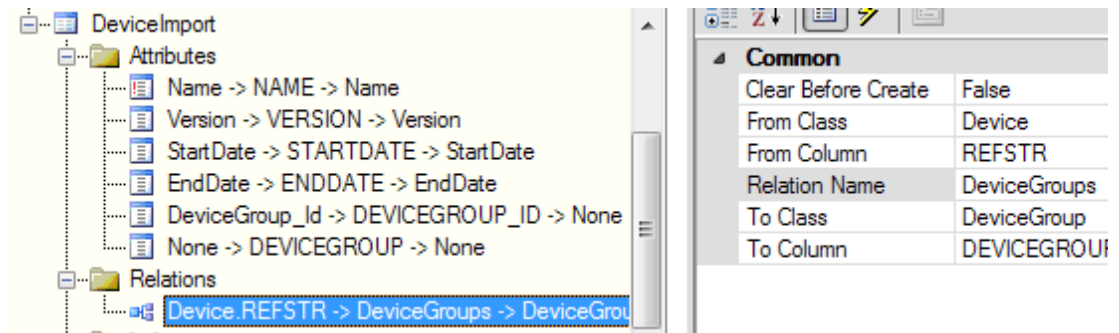 DeviceImport
Attributes
Name -> NAME -> Name
Version -> VERSION -> Version
StartDate -> STARTDATE -> StartDate
EndDate -> ENDDATE -> EndDate
DeviceGroup_Id -> DEVICEGROUP_ID -> None
None -> DEVICEGROUP -> None
Relations
Device.REFSTR -> DeviceGroups -> DeviceGrou
Common
Clear Before Create False
From Class Device
From Column REFSTR
Relation Name DeviceGroups
To Class DeviceGroup
To Column DEVICEGROUP